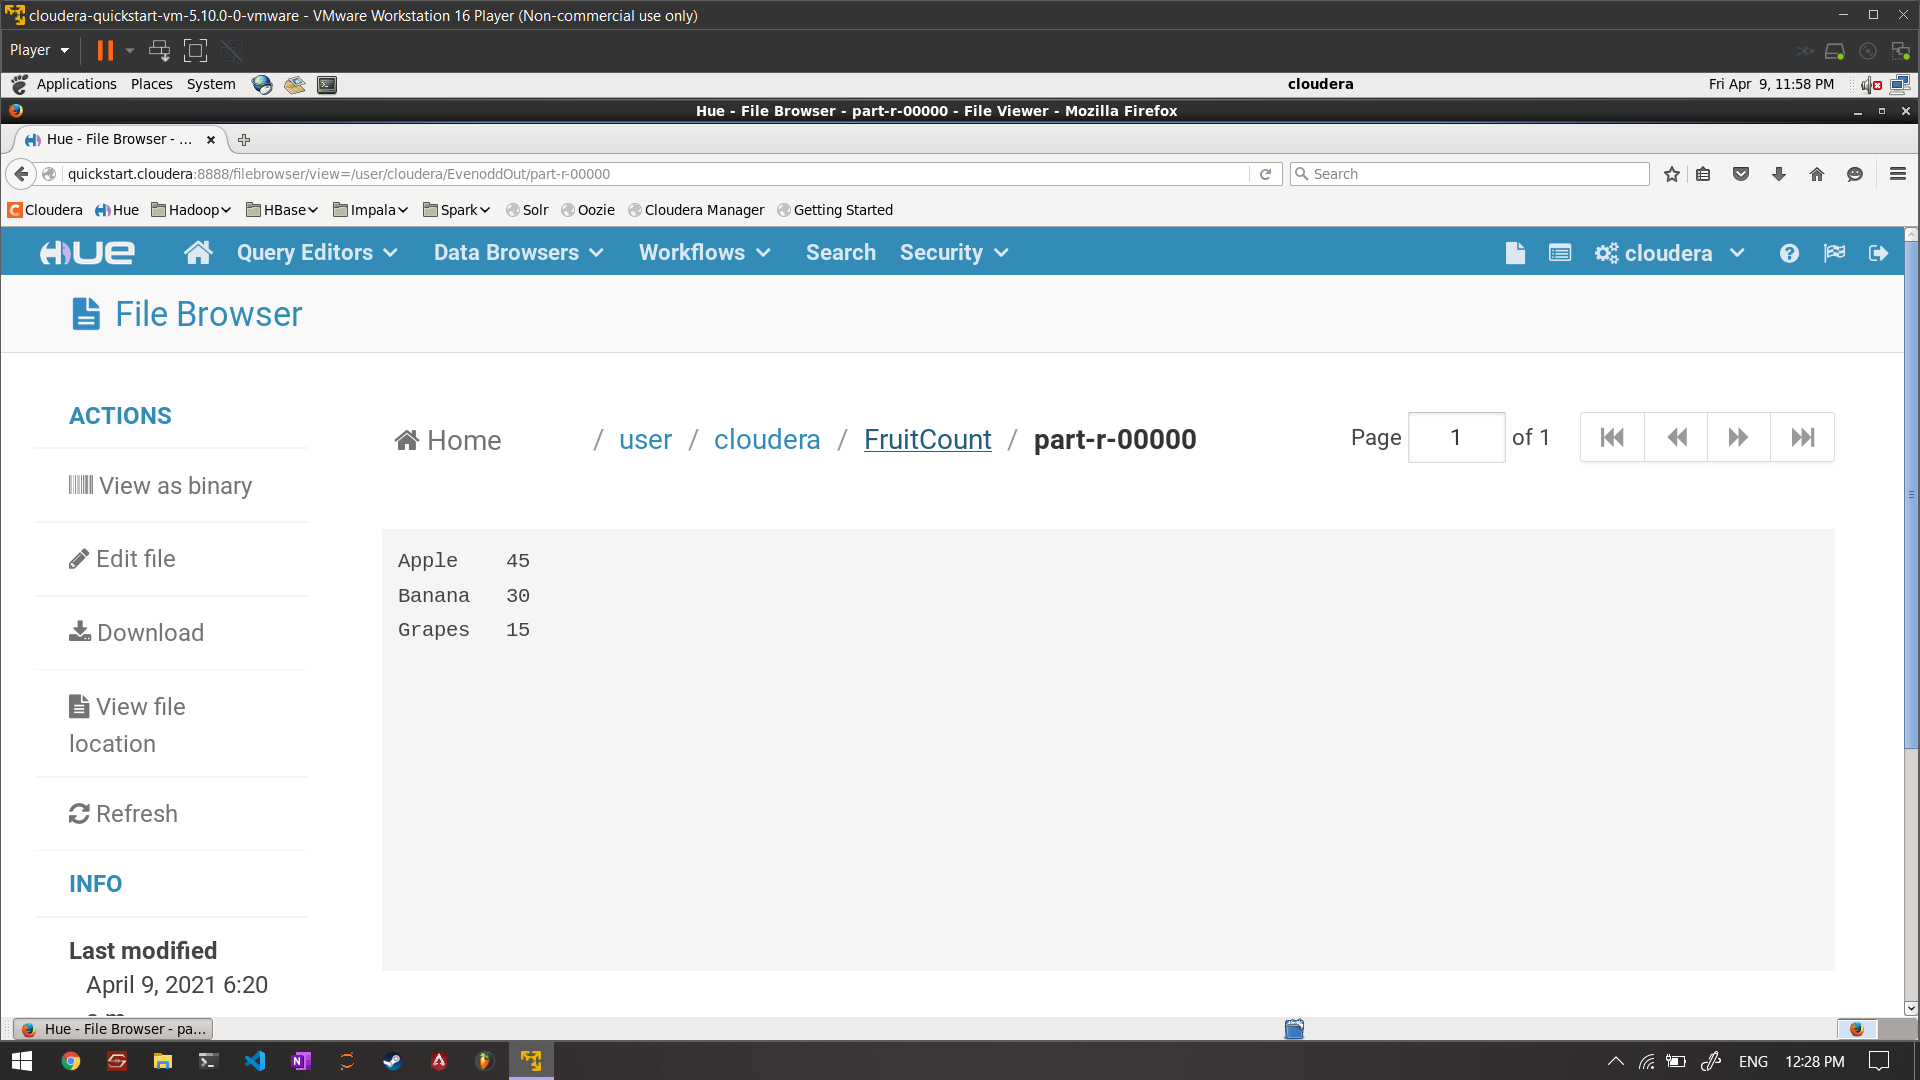 cloudera-quickstart-vm-5.10.0-0-vmware - VMware Workstation 16 Player (Non-commercial use only)
Player
Applications Places System cloudera Fri Apr 9, 11:58 PM
Hue - File Browser - part-r-00000 - File Viewer - Mozilla Firefox
Hue - File Browser - ...
quickstart.cloudera:8888/filebrowser/view=/user/cloudera/EvenoddOut/part-r-00000 Search
Cloudera Hue Hadoop HBase Impala Spark Solr Oozie Cloudera Manager Getting Started
HUE Query Editors Data Browsers Workflows Search Security cloudera
File Browser
ACTIONS
View as binary
Edit file
Download
View file
location
Refresh
INFO
Last modified
April 9, 2021 6:20
Home / user / cloudera / FruitCount / part-r-00000 Page 1 of 1
Apple 45
Banana 30
Grapes 15
Hue - File Browser - pa...
ENG 12:28 PM